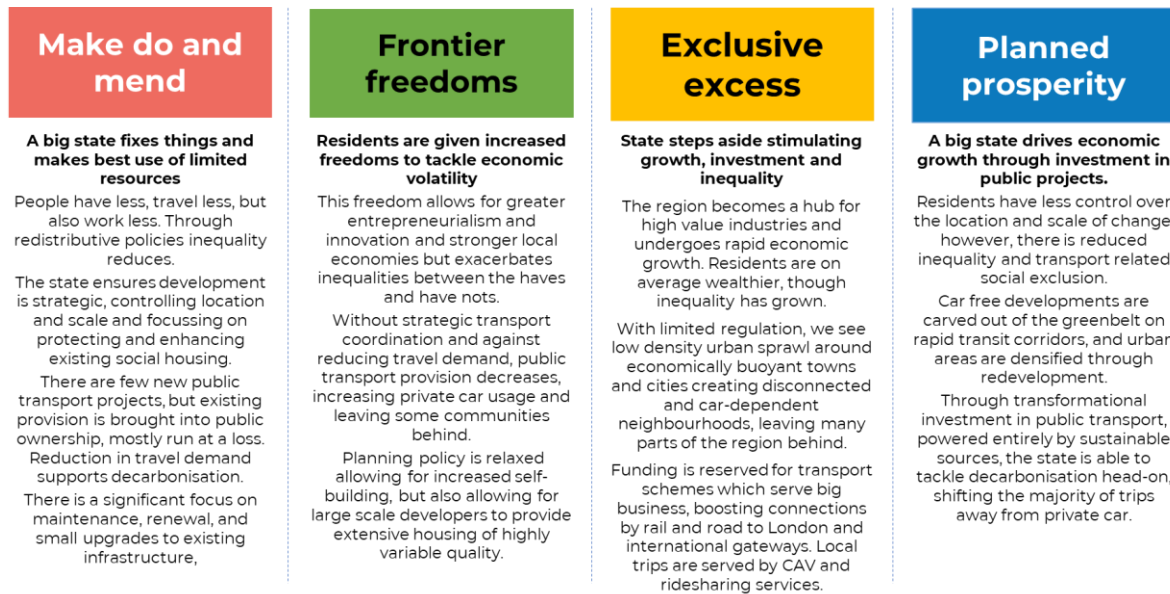 Make do and
mend
A big state fixes things and
makes best use of limited
resources
People have less, travel less, but
also work less. Through
redistributive policies inequality
reduces.
The state ensures development
is strategic, controlling location
and scale and focussing on
protecting and enhancing
existing social housing.
There are few new public
transport projects, but existing
provision is brought into public
ownership, mostly run at a loss.
Reduction in travel demand
supports decarbonisation.
There is a significant focus on
maintenance, renewal, and
small upgrades to existing
infrastructure,
Frontier
freedoms
Residents are given increased
freedoms to tackle economic
volatility
This freedom allows for greater
entrepreneurialism and
innovation and stronger local
economies but exacerbates
inequalities between the haves
and have nots.
Without strategic transport
coordination and against
reducing travel demand, public
transport provision decreases,
increasing private car usage and
leaving some communities
behind.
Planning policy is relaxed
allowing for increased self-
building, but also allowing for
large scale developers to provide
extensive housing of highly
variable quality.
Exclusive
excess
State steps aside stimulating
growth, investment and
inequality
The region becomes a hub for
high value industries and
undergoes rapid economic
growth. Residents are on
average wealthier, though
inequality has grown.
With limited regulation, we see
low density urban sprawl around
economically buoyant towns
and cities creating disconnected
and car-dependent
neighbourhoods, leaving many
parts of the region behind.
Funding is reserved for transport
schemes which serve big
business, boosting connections
by rail and road to London and
international gateways. Local
trips are served by CAV and
ridesharing services.
Planned
prosperity
A big state drives economic
growth through investment in
public projects.
Residents have less control over
the location and scale of change,
however, there is reduced
inequality and transport related
social exclusion.
Car free developments are
carved out of the greenbelt on
rapid transit corridors, and urban
areas are densified through
redevelopment.
Through transformational
investment in public transport,
powered entirely by sustainable
sources, the state is able to
tackle decarbonisation head-on,
shifting the majority of trips
away from private car.